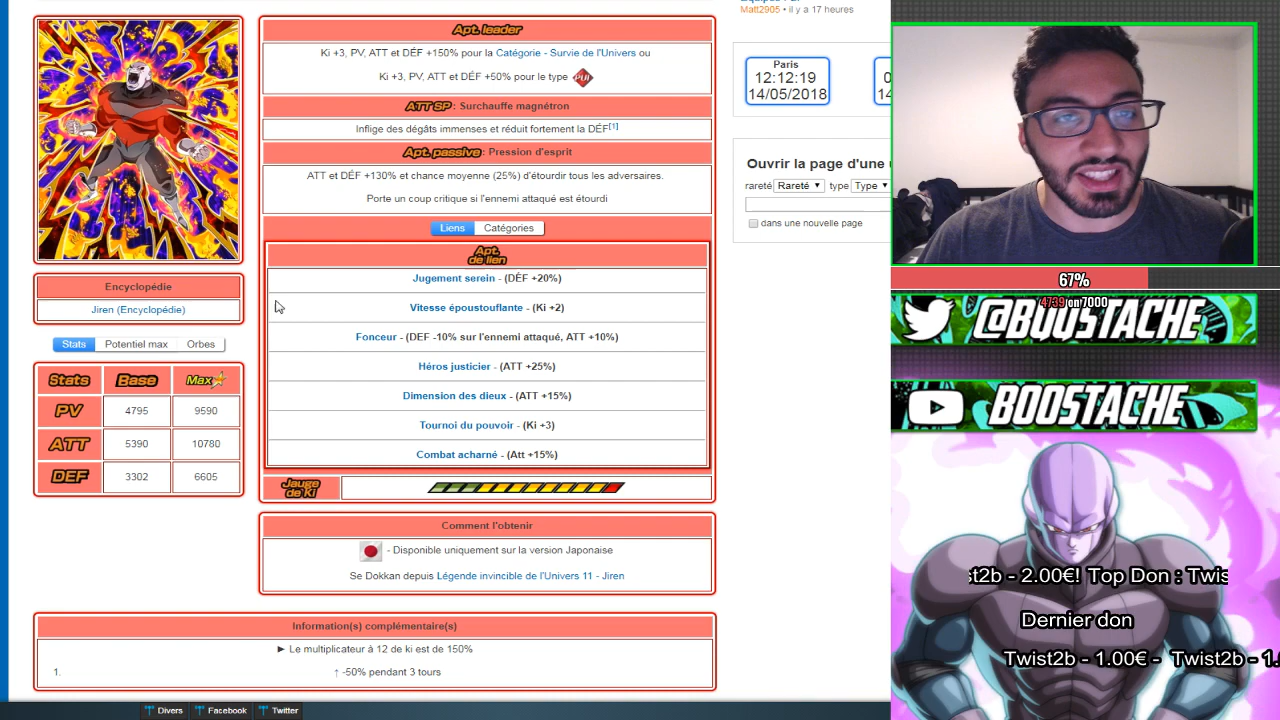 Apt. leader
Ki +3, PV, ATT et DÉF +150% pour la Catégorie - Survie de l'Univers ou
Ki +3, PV, ATT et DÉF +50% pour le type PUI
ATT SP : Surchauffe magnétron
Inflige des dégâts immenses et réduit fortement la DÉF[1]
Apt. passive : Pression d'esprit
ATT et DÉF +130% et chance moyenne (25%) d'étourdir tous les adversaires.
Porte un coup critique si l'ennemi attaqué est étourdi
Liens Catégories
Apt. de lien
Jugement serein - (DÉF +20%)
Vitesse époustouflante - (Ki +2)
Fonceur - (DEF -10% sur l'ennemi attaqué, ATT +10%)
Héros justicier - (ATT +25%)
Dimension des dieux - (ATT +15%)
Tournoi du pouvoir - (Ki +3)
Combat acharné - (Att +15%)
Jauge de Ki
Comment l'obtenir
- Disponible uniquement sur la version Japonaise
Se Dokkan depuis Légende invincible de l'Univers 11 - Jiren
Encyclopédie
Jiren (Encyclopédie)
Stats Potentiel max Orbes
Stats Base Max
PV 4795 9590
ATT 5390 10780
DEF 3302 6605
Information(s) complémentaire(s)
► Le multiplicateur à 12 de ki est de 150%
1. ↑ -50% pendant 3 tours
Divers Facebook Twitter
Matt2905 • il y a 17 heures
Paris
12:12:19
14/05/2018
0
14
Ouvrir la page d'une
rareté Rareté type Type
dans une nouvelle page
67%
4739 on 7000
@BOOSTACHE
BOOSTACHE
st2b - 2.00€! Top Don : Twis
Dernier don
Twist2b - 1.00€ - Twist2b - 1.